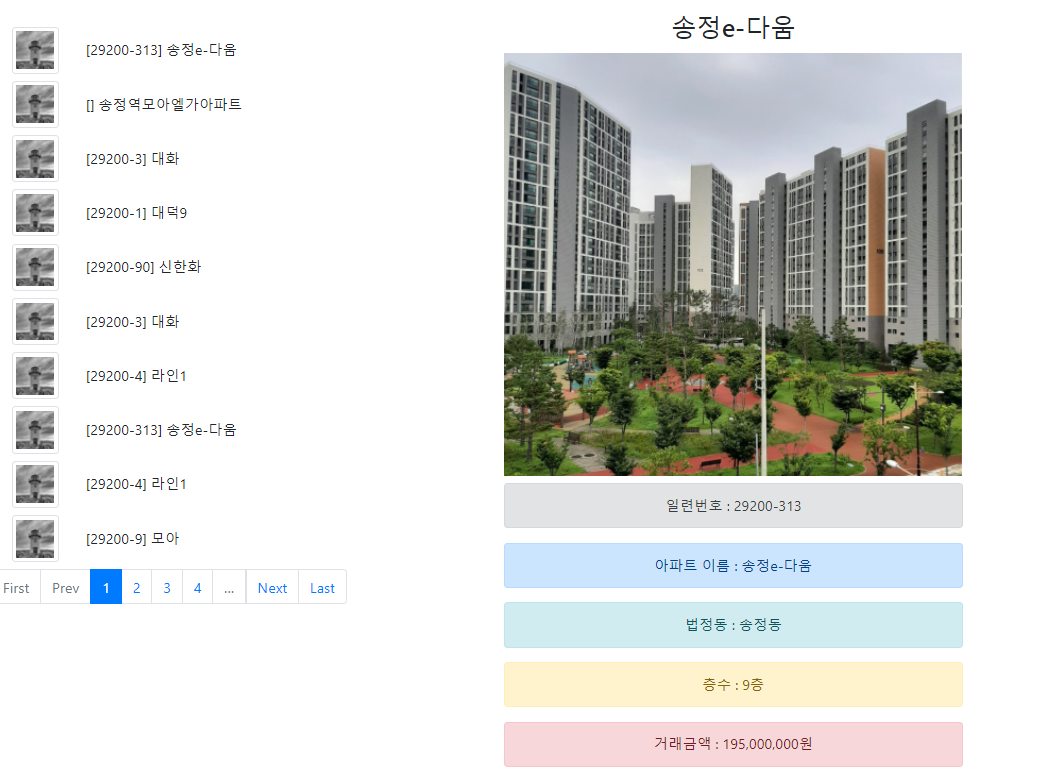 [29200-313] 송정e-다움
[] 송정역모아엘가아파트
[29200-3] 대화
[29200-1] 대덕9
[29200-90] 신한화
[29200-3] 대화
[29200-4] 라인1
[29200-313] 송정e-다움
[29200-4] 라인1
[29200-9] 모아
First Prev 1 2 3 4 ... Next Last
송정e-다움
일련번호 : 29200-313
아파트 이름 : 송정e-다움
법정동 : 송정동
층수 : 9층
거래금액 : 195,000,000원